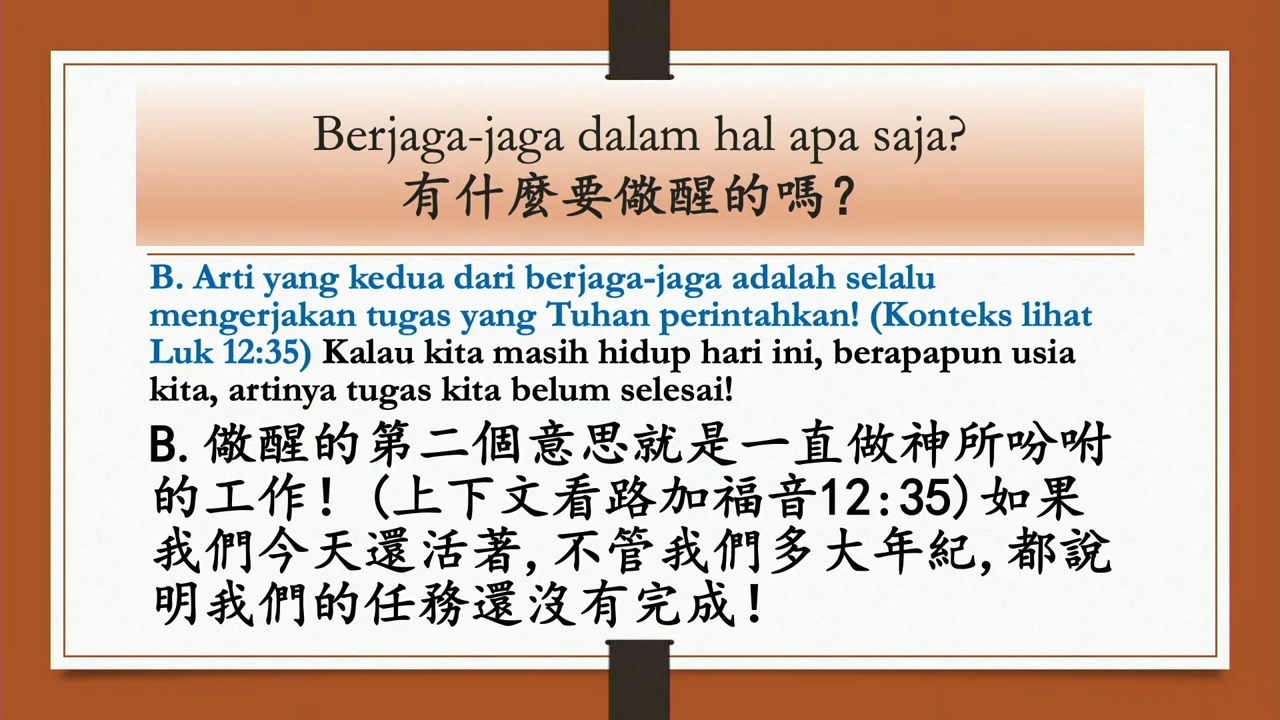 Berjaga-jaga dalam hal apa saja?
有什麼要儆醒的嗎？
B. Arti yang kedua dari berjaga-jaga adalah selalu
mengerjakan tugas yang Tuhan perintahkan! (Konteks lihat
Luk 12:35) Kalau kita masih hidup hari ini, berapapun usia
kita, artinya tugas kita belum selesai!
B. 儆醒的第二個意思就是一直做神所吩咐
的工作！(上下文看路加福音12:35)如果
我們今天還活著,不管我們多大年紀,都說
明我們的任務還沒有完成！